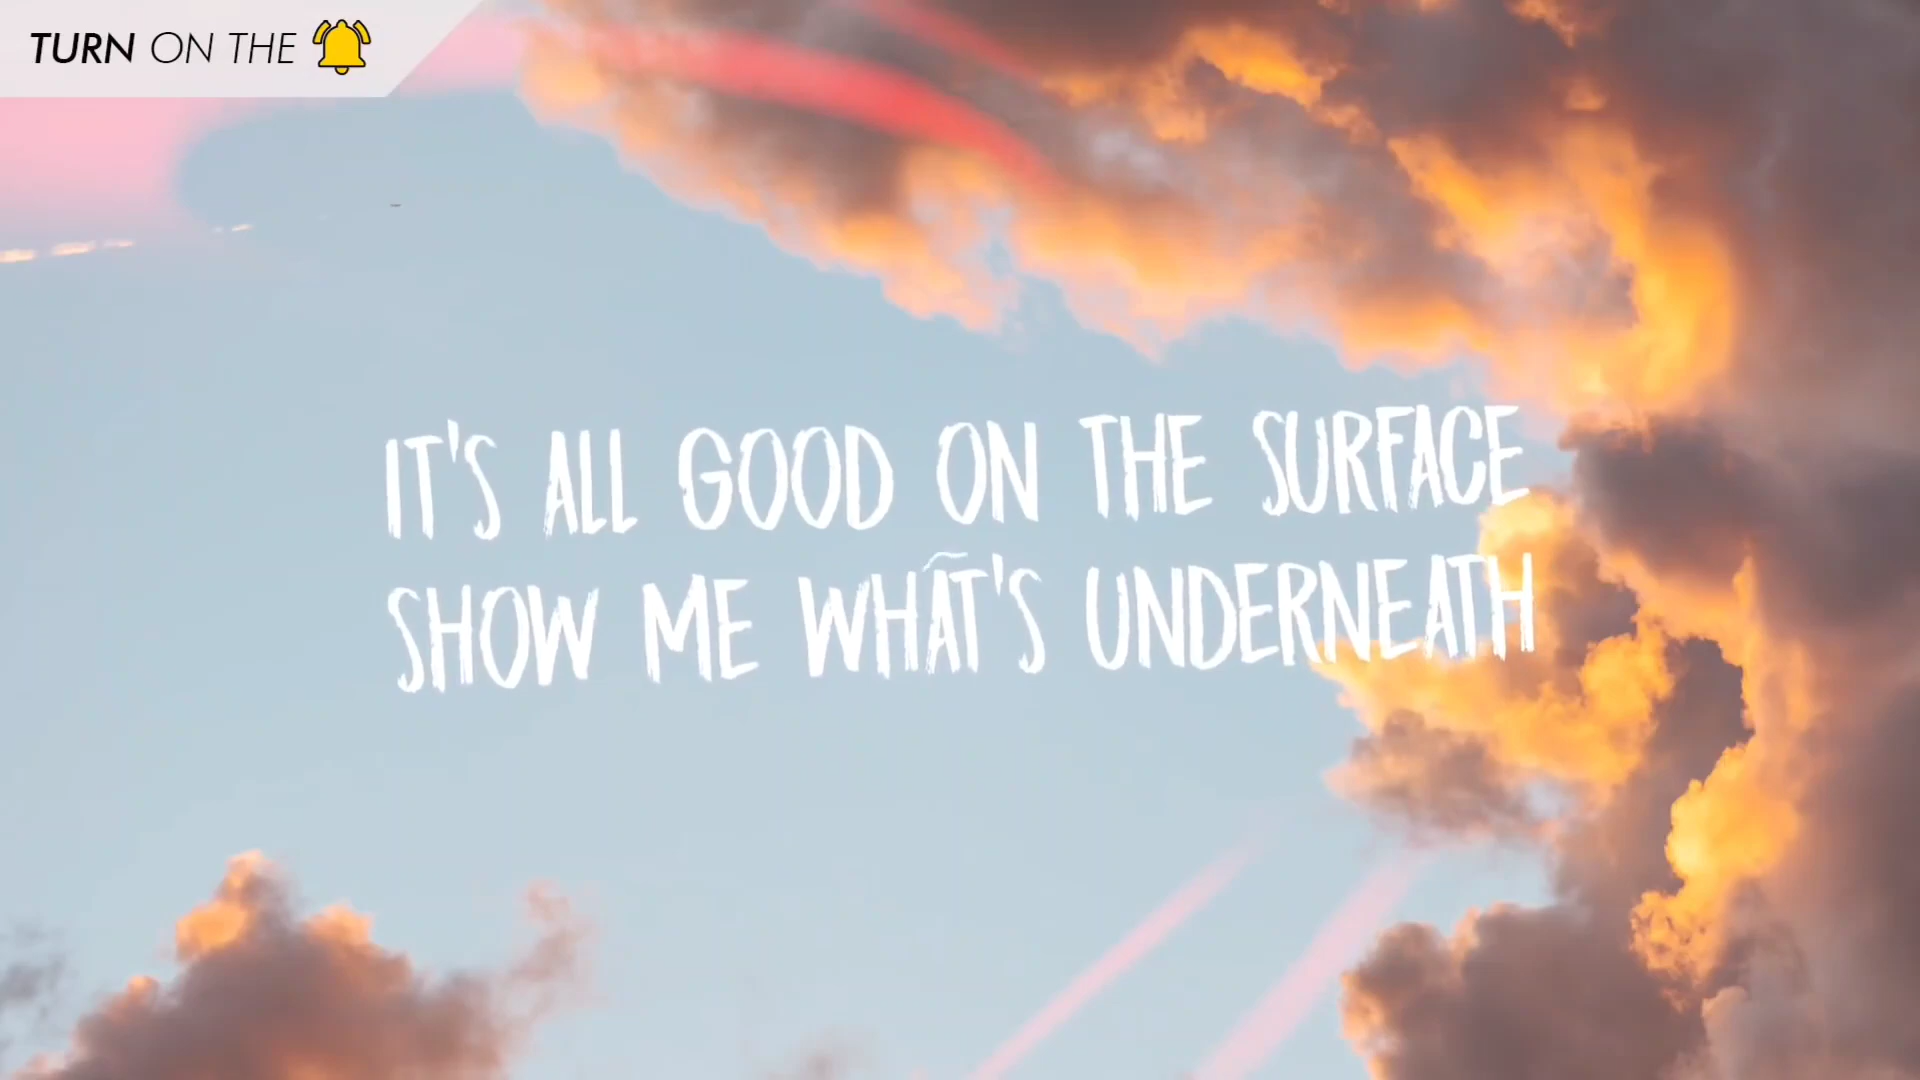 TURN ON THE
IT'S ALL GOOD ON THE SURFACE
SHOW ME WHAT'S UNDERNEATH